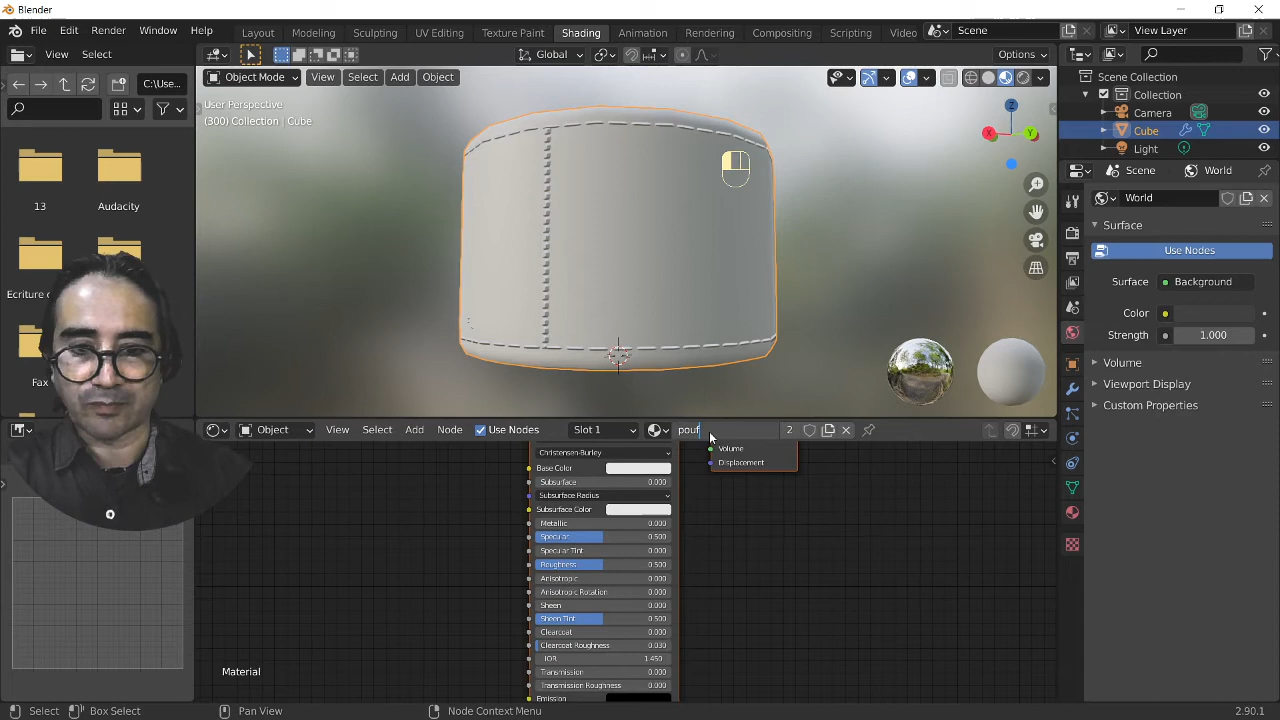 Blender
File Edit Render Window Help
Layout Modeling Sculpting UV Editing Texture Paint Shading Animation Rendering Compositing Scripting Video
Scene
View Layer
View Select
Global
Options
Object Mode View Select Add Object
Scene Collection
Collection
Camera
Cube
Light
C:\Use...
User Perspective
(300) Collection | Cube
X Y Z
Scene World
World
Surface
Use Nodes
Surface Background
Color
Strength 1.000
Volume
Viewport Display
Custom Properties
13 Audacity
Ecriture
Fax
Object View Select Add Node Use Nodes Slot 1 pouf 2
Christensen-Burley
Base Color
Subsurface 0.000
Subsurface Radius
Subsurface Color
Metallic 0.000
Specular 0.500
Specular Tint 0.000
Roughness 0.500
Anisotropic 0.000
Anisotropic Rotation 0.000
Sheen 0.000
Sheen Tint 0.500
Clearcoat 0.000
Clearcoat Roughness 0.030
IOR 1.450
Transmission 0.000
Transmission Roughness 0.000
Emission
Volume
Displacement
Material
Select Box Select Pan View Node Context Menu 2.90.1